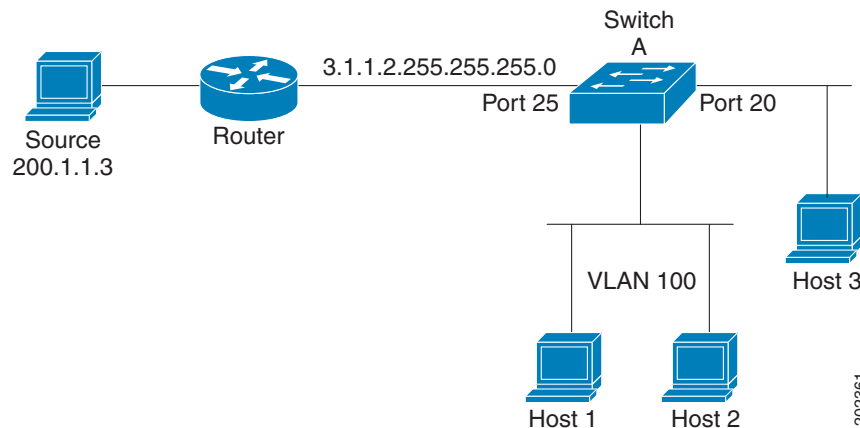 Switch
A
3.1.1.2.255.255.255.0
Port 25
Port 20
Router
Source
200.1.1.3
VLAN 100
Host 3
Host 1
Host 2